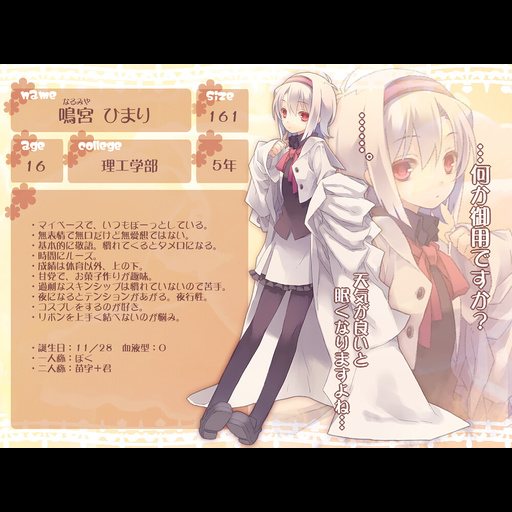 name
なるみや
鳴宮 ひまり
size
161
age
16
college
理工学部
5年
・マイペースで、いつもぼーっとしている。
・無表情で無口だけど無愛想ではない。
・基本的に敬語。慣れてくるとタメ口になる。
・時間にルーズ。
・成績は体育以外、上の下。
・甘党で、お菓子作りが趣味。
・過剰なスキンシップは慣れていないので苦手。
・夜になるとテンションがあがる。夜行性。
・コスプレをするのが好き。
・リボンを上手く結べないのが悩み。
・誕生日：11／28　血液型：O
・一人称：ぼく
・二人称：苗字＋君
…何か御用ですか？
……。
天気が良いと
眠くなりますよね…